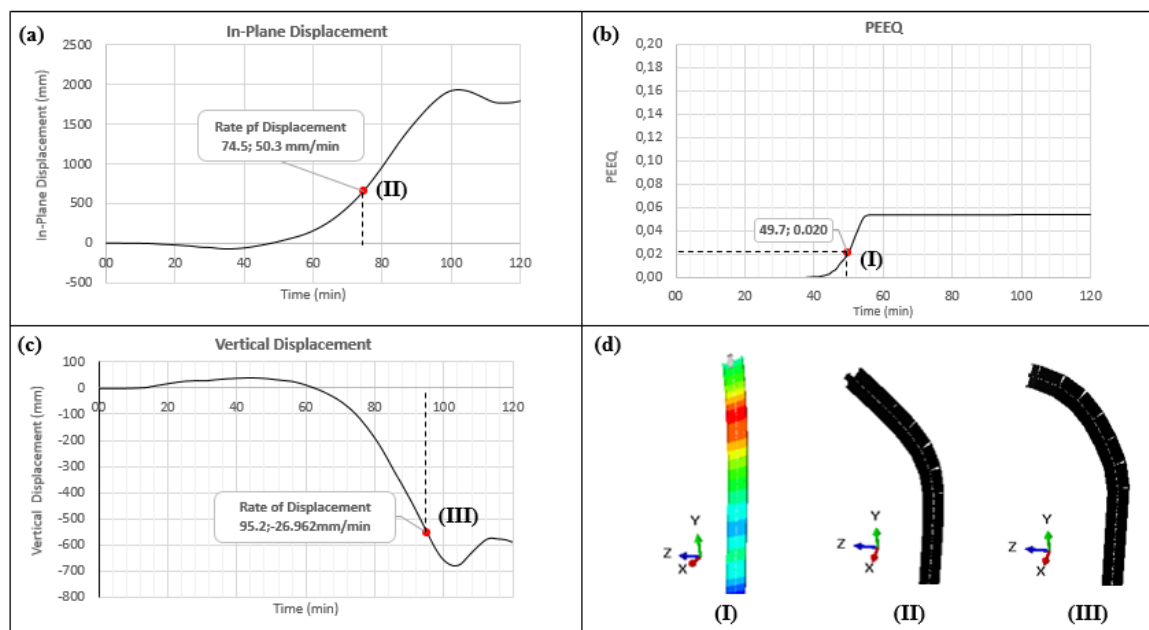 (a)
In-Plane Displacement
2500
2000
1500
1000
500
0
-500
00 20 40 60 80 100 120
In-Plane Displacement (mm)
Time (min)
Rate pf Displacement
74.5; 50.3 mm/min
(II)
(b)
PEEQ
0,20
0,18
0,16
0,14
0,12
0,10
0,08
0,06
0,04
0,02
0,00
00 20 40 60 80 100 120
PEEQ
Time (min)
49.7; 0.020
(I)
(c)
Vertical Displacement
100
0
-100
-200
-300
-400
-500
-600
-700
-800
00 20 40 60 80 100 120
Vertical Displacement (mm)
Time (min)
Rate of Displacement
95.2;-26.962mm/min
(III)
(d)
Y
Z
X
(I)
Y
Z
X
(II)
Y
Z
X
(III)